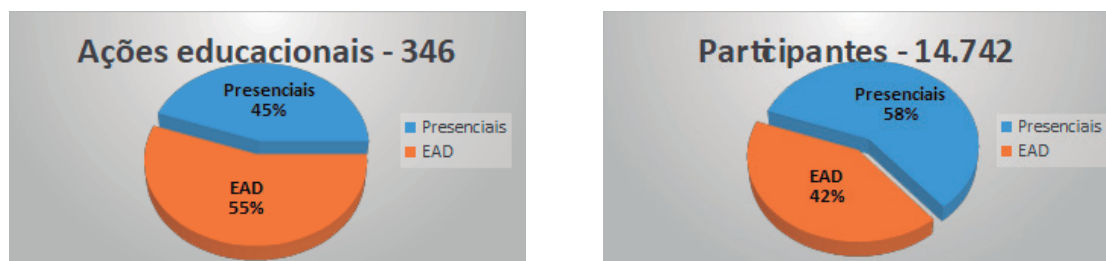 Ações educacionais - 346
Presenciais
45%
EAD
55%
Presenciais
EAD
Participantes - 14.742
Presenciais
58%
EAD
42%
Presenciais
EAD